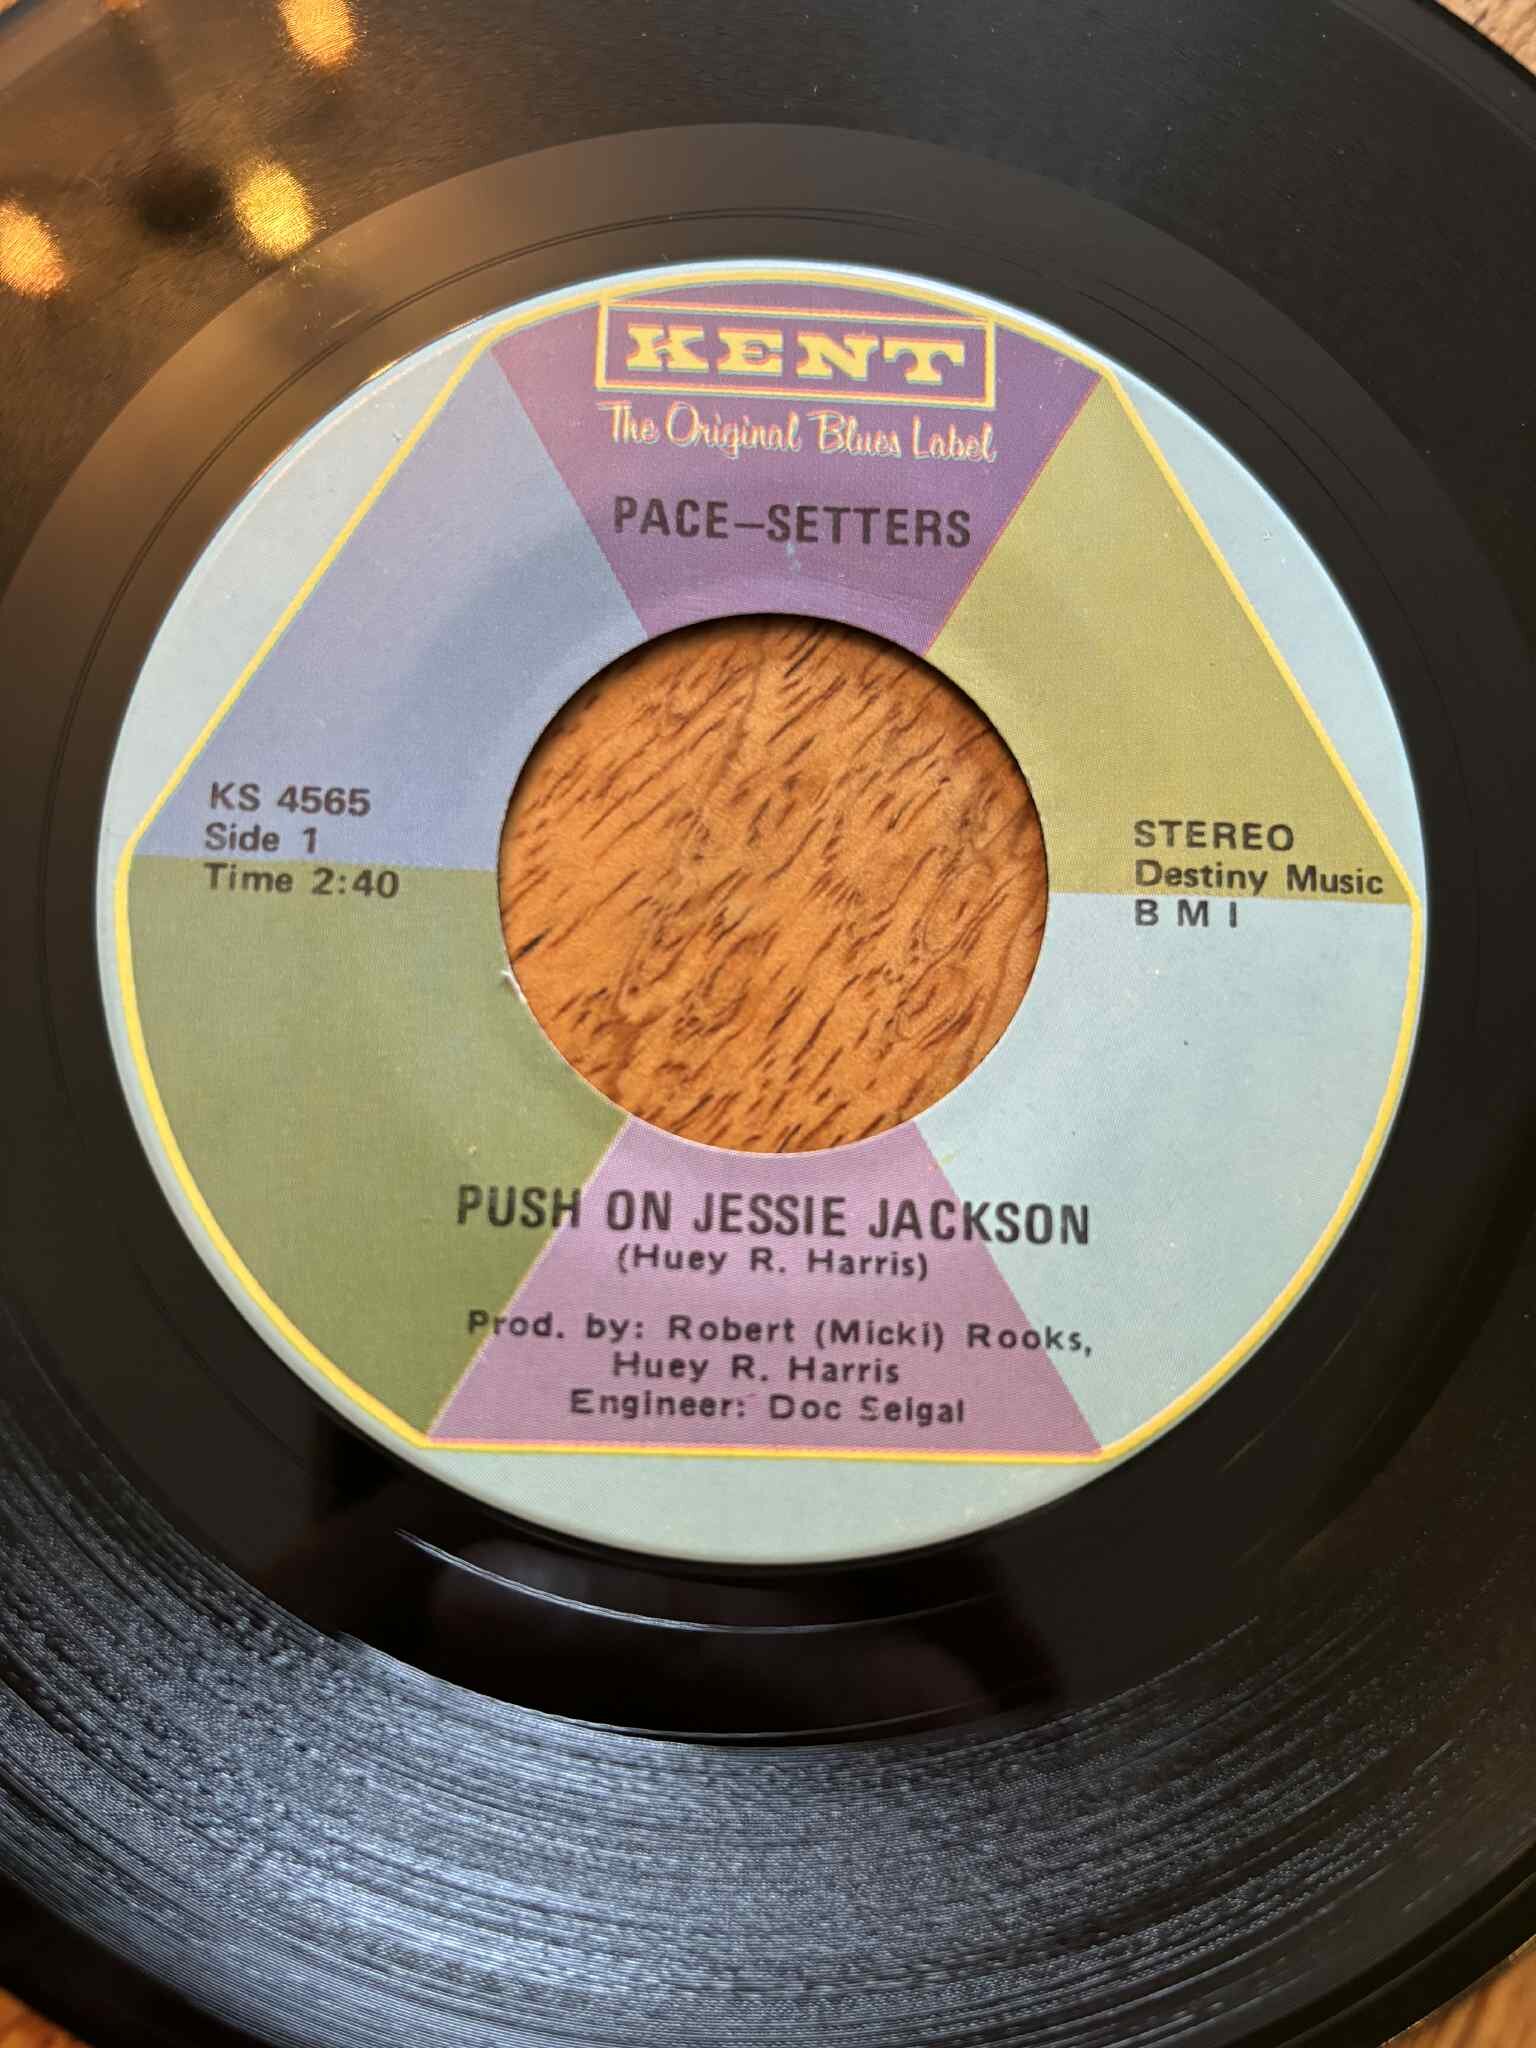 KENT
The Original Blues Label
PACE-SETTERS
KS 4565
Side 1
Time 2:40
STEREO
Destiny Music
B M I
PUSH ON JESSIE JACKSON
(Huey R. Harris)
Prod. by: Robert (Micki) Rooks,
Huey R. Harris
Engineer: Doc Seigal